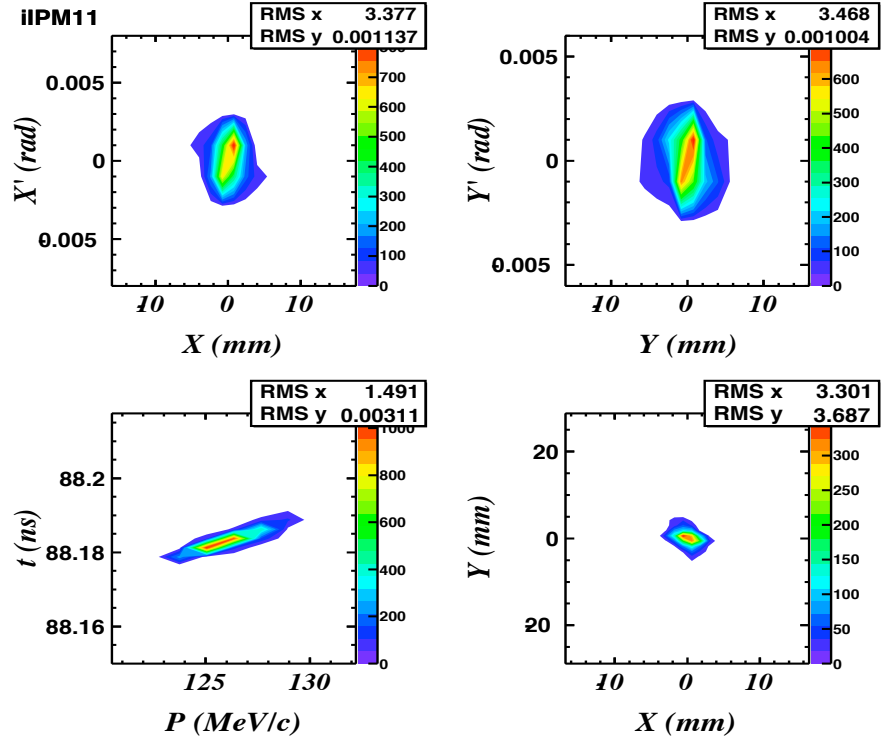 iIPM11
RMS x 3.377
RMS y 0.001137
0.005
0
-0.005
X' (rad)
-10 0 10
X (mm)
700
600
500
400
300
200
100
0
RMS x 3.468
RMS y 0.001004
0.005
0
-0.005
Y' (rad)
-10 0 10
Y (mm)
600
500
400
300
200
100
0
RMS x 1.491
RMS y 0.00311
88.2
88.18
88.16
t (ns)
125 130
P (MeV/c)
1000
800
600
400
200
0
RMS x 3.301
RMS y 3.687
20
0
-20
Y (mm)
-10 0 10
X (mm)
300
250
200
150
100
50
0